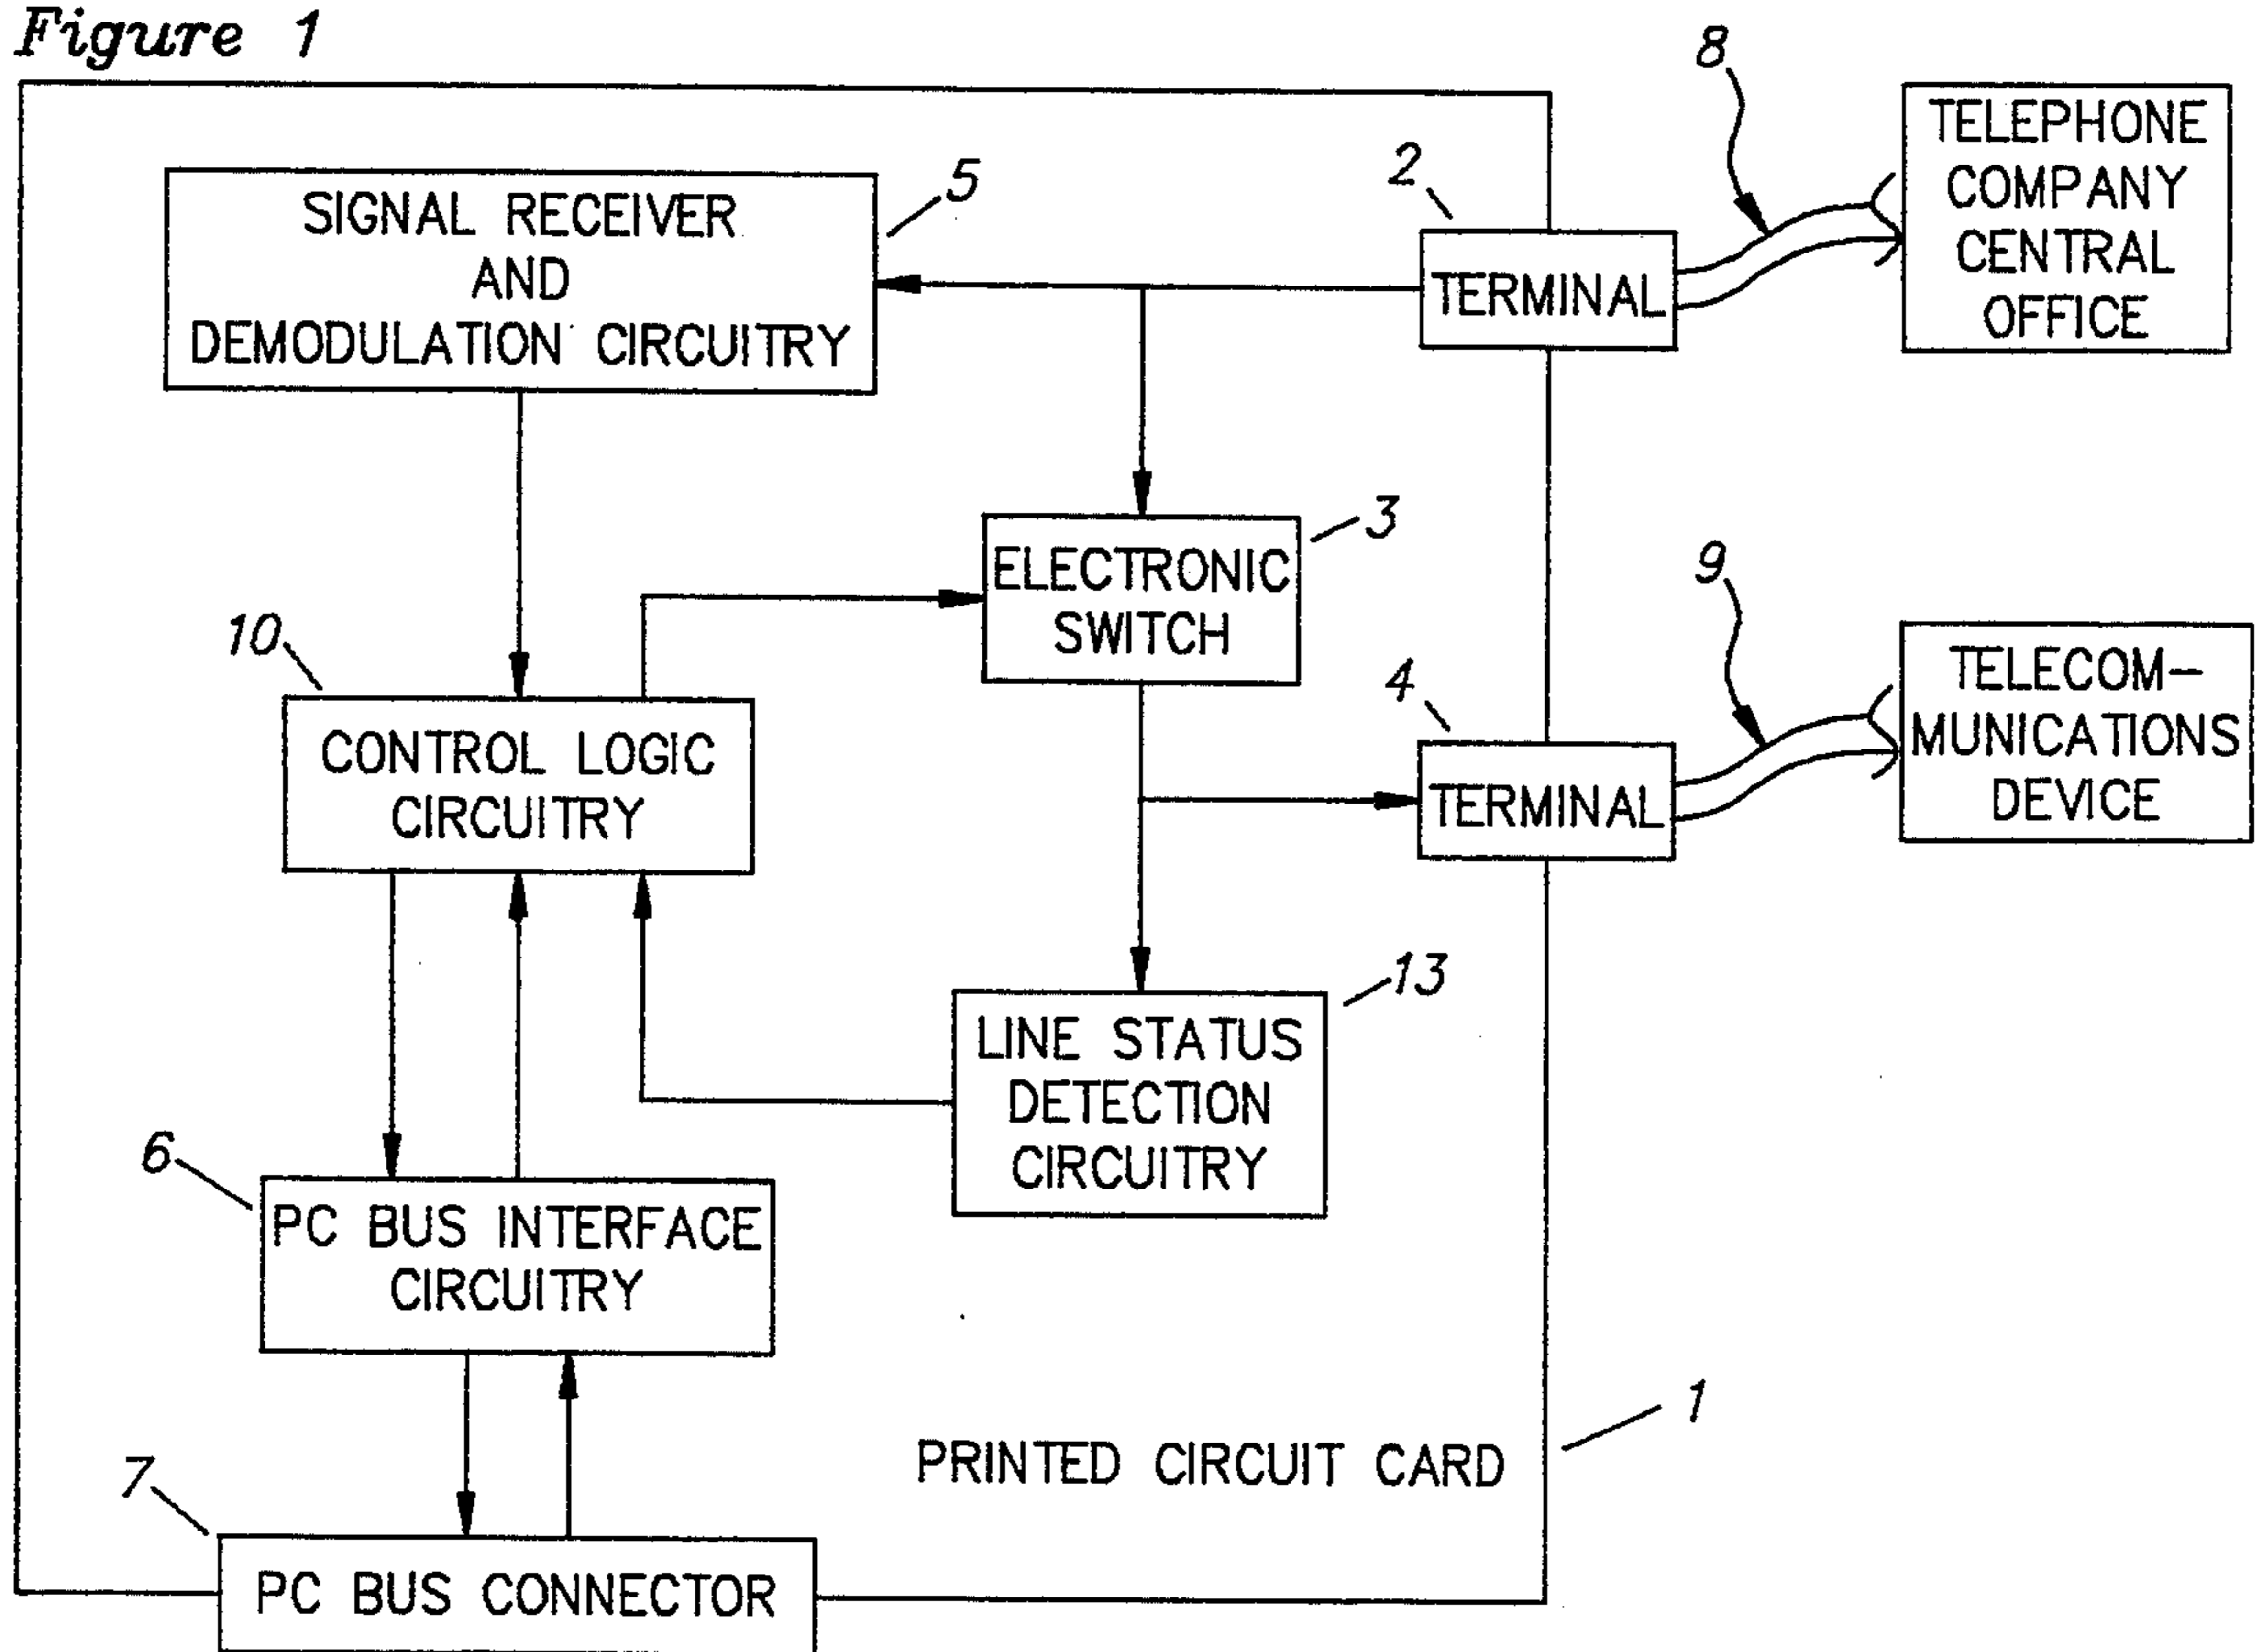 Figure 1
8
TELEPHONE
COMPANY
CENTRAL
OFFICE
2
TERMINAL
5
SIGNAL RECEIVER
AND
DEMODULATION CIRCUITRY
3
ELECTRONIC
SWITCH
9
TELECOM-
MUNICATIONS
DEVICE
4
TERMINAL
10
CONTROL LOGIC
CIRCUITRY
13
LINE STATUS
DETECTION
CIRCUITRY
6
PC BUS INTERFACE
CIRCUITRY
1
PRINTED CIRCUIT CARD
7
PC BUS CONNECTOR